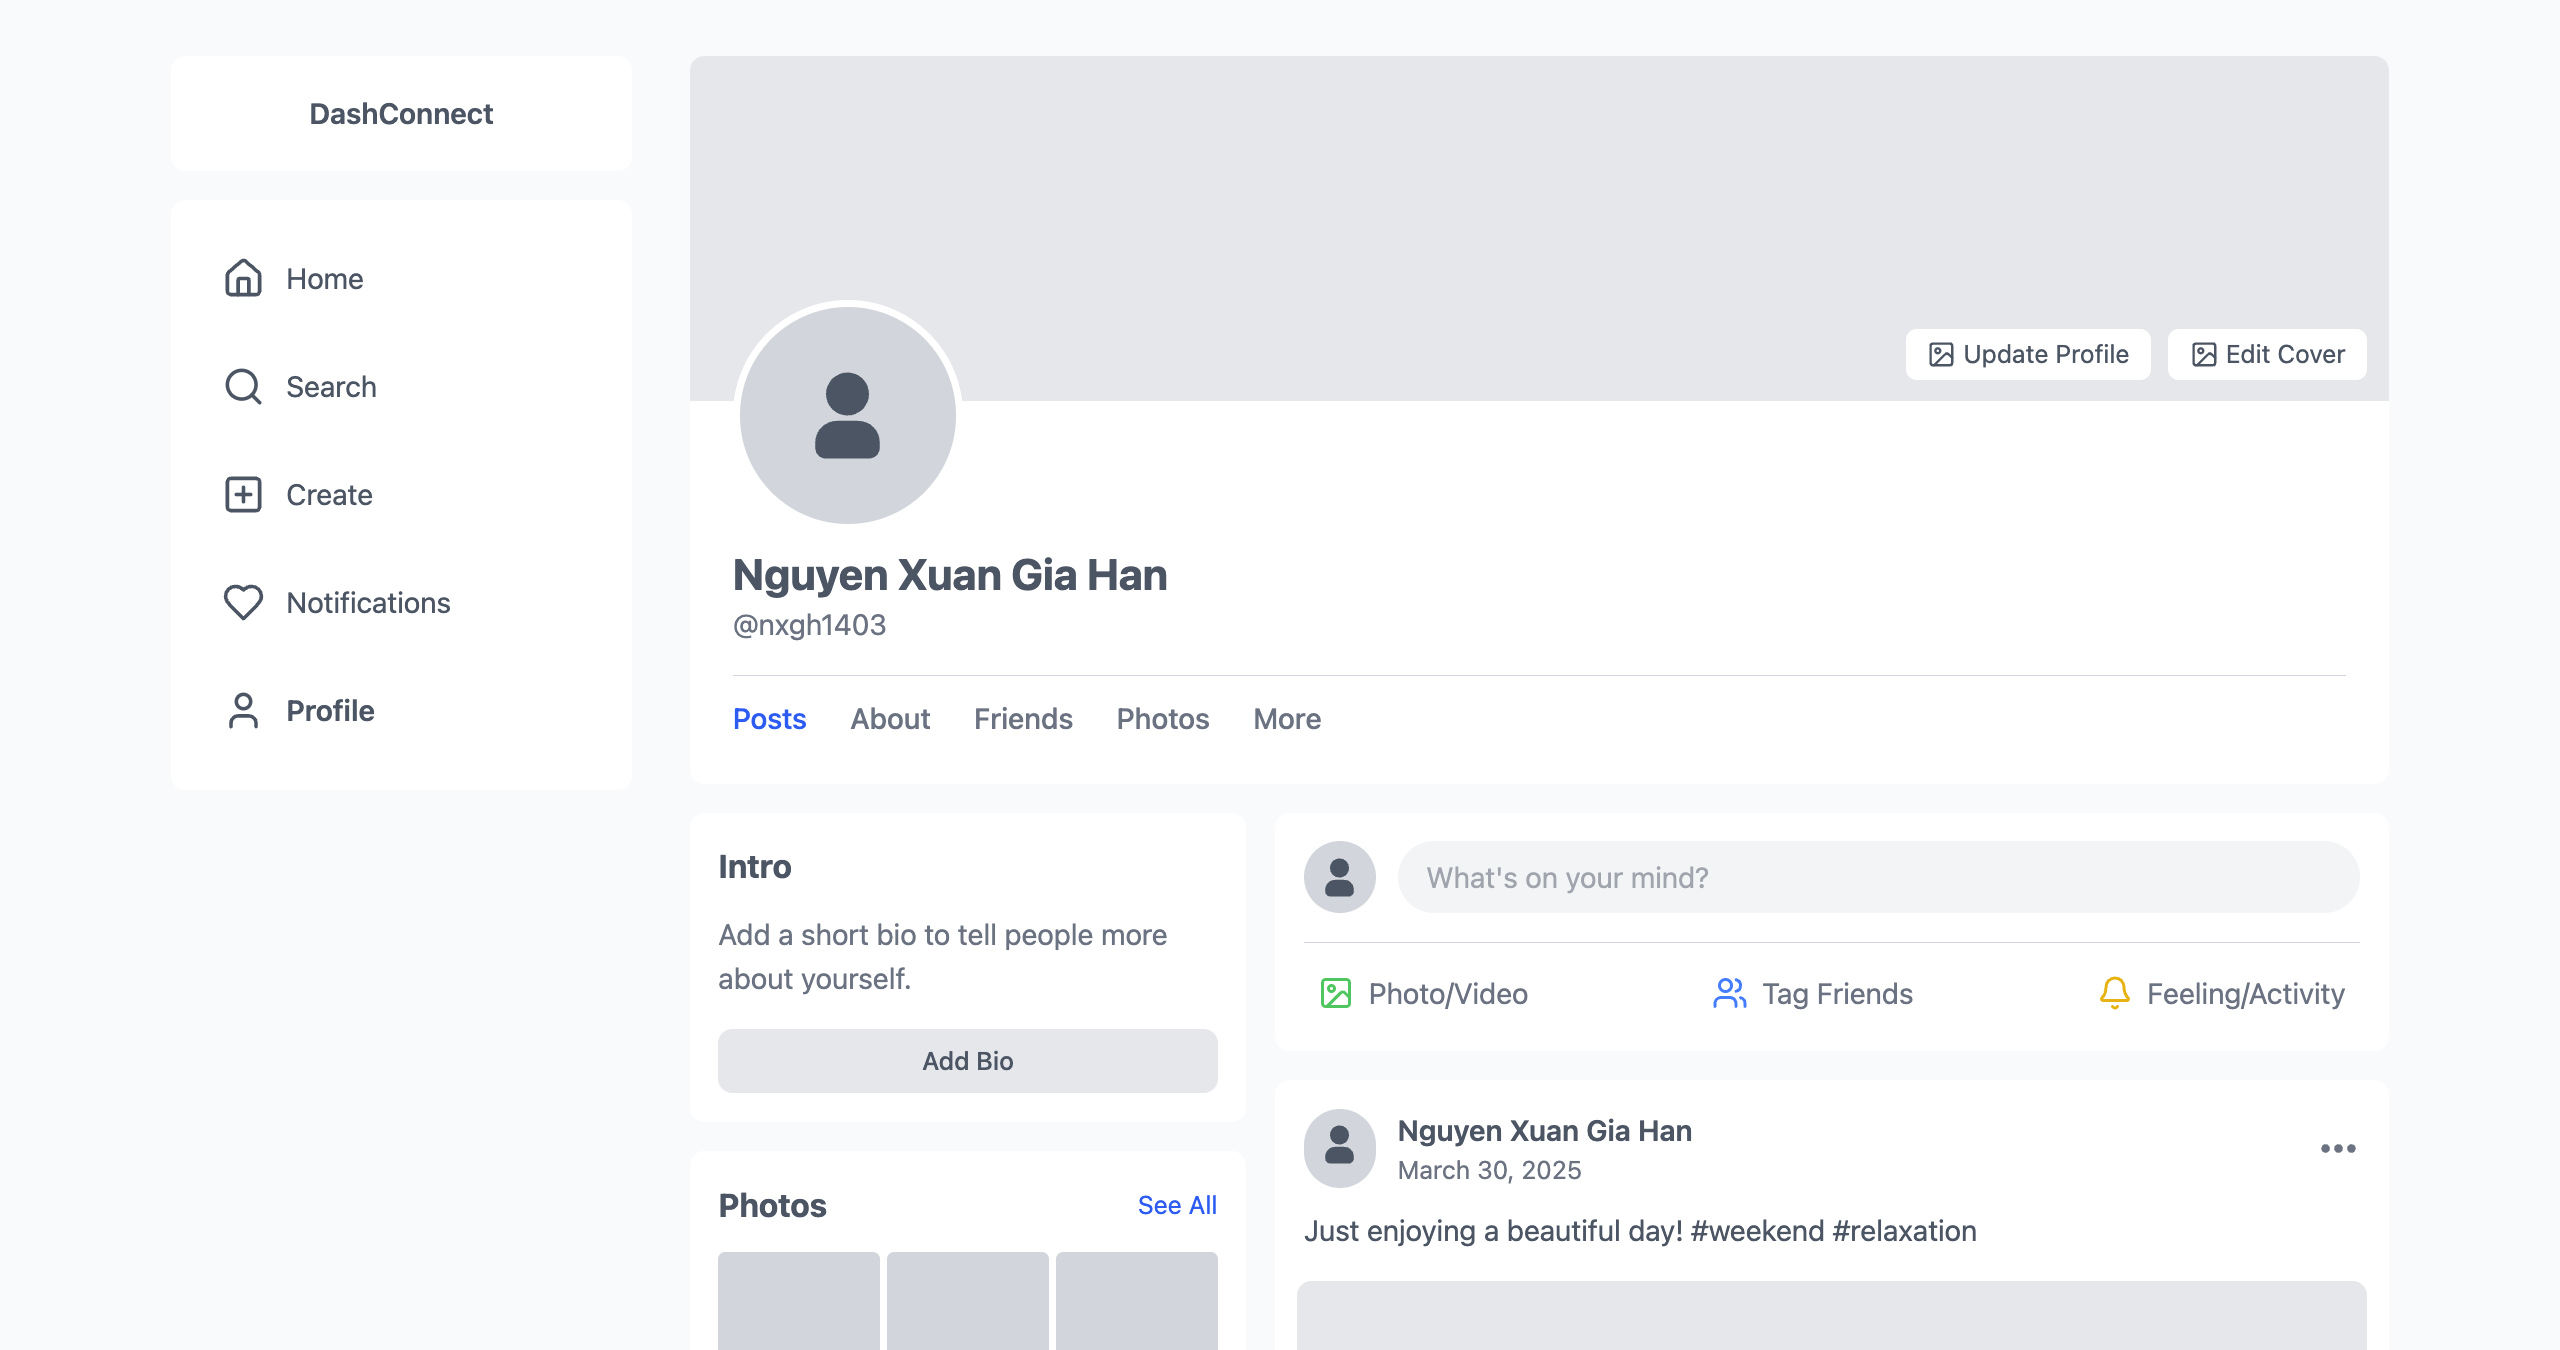 DashConnect
Home
Search
Create
Notifications
Profile
Update Profile
Edit Cover
Nguyen Xuan Gia Han
@nxgh1403
Posts
About
Friends
Photos
More
Intro
Add a short bio to tell people more
about yourself.
Add Bio
Photos
See All
What's on your mind?
Photo/Video
Tag Friends
Feeling/Activity
Nguyen Xuan Gia Han
March 30, 2025
Just enjoying a beautiful day! #weekend #relaxation